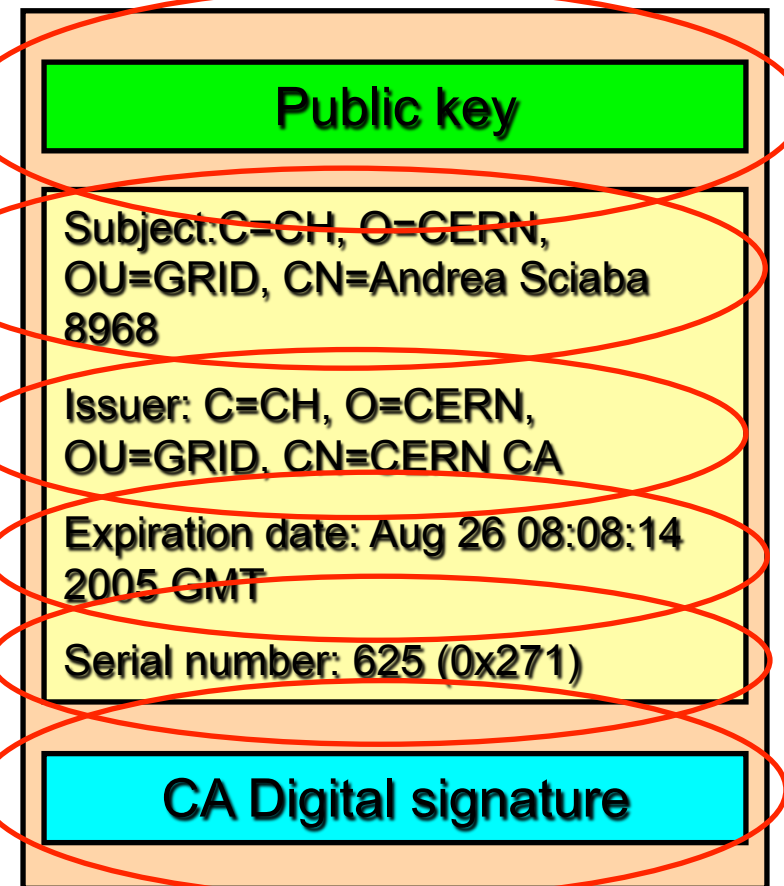 Public key
Subject:C=CH, O=CERN,
OU=GRID, CN=Andrea Sciaba
8968
Issuer: C=CH, O=CERN,
OU=GRID, CN=CERN CA
Expiration date: Aug 26 08:08:14
2005 GMT
Serial number: 625 (0x271)
CA Digital signature